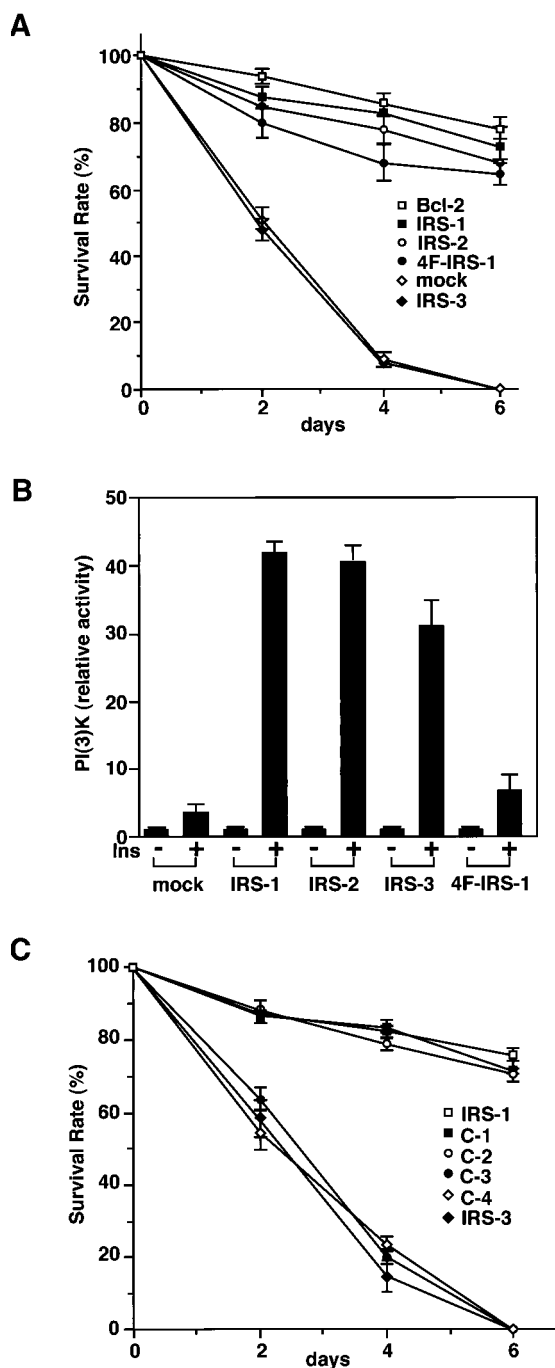 A
Survival Rate (%)
100
80
60
40
20
0
0 2 4 6
days
Bcl-2
IRS-1
IRS-2
4F-IRS-1
mock
IRS-3
B
PI(3)K (relative activity)
50
40
30
20
10
0
Ins - + - + - + - + - +
mock IRS-1 IRS-2 IRS-3 4F-IRS-1
C
Survival Rate (%)
100
80
60
40
20
0
0 2 4 6
days
IRS-1
C-1
C-2
C-3
C-4
IRS-3